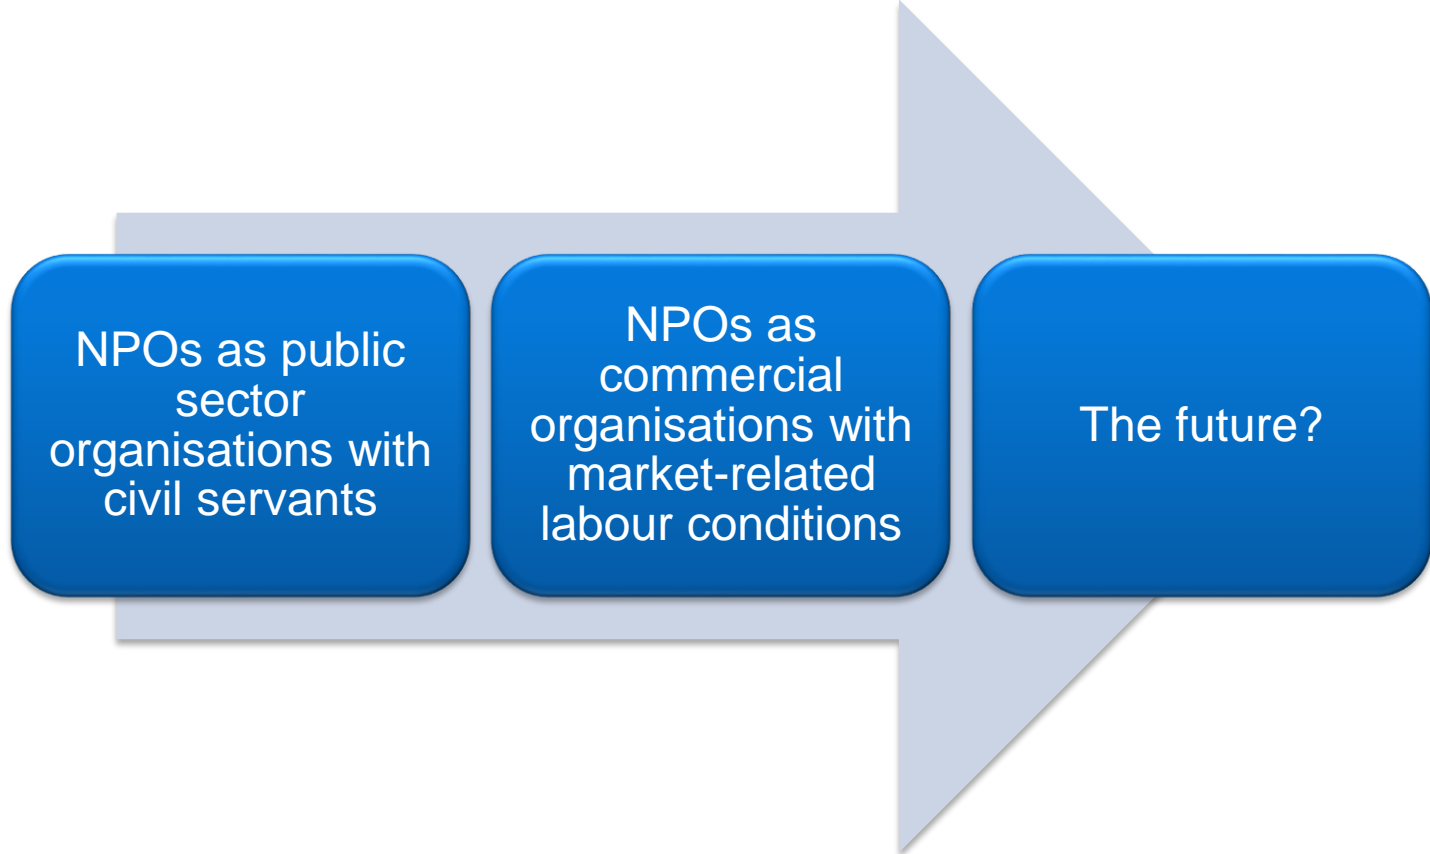 NPOs as public
sector
organisations with
civil servants
NPOs as
commercial
organisations with
market-related
labour conditions
The future?